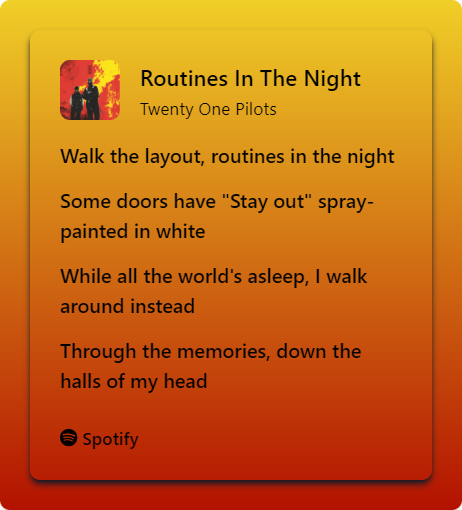 Routines In The Night
Twenty One Pilots
Walk the layout, routines in the night
Some doors have "Stay out" spray-
painted in white
While all the world's asleep, I walk
around instead
Through the memories, down the
halls of my head
Spotify